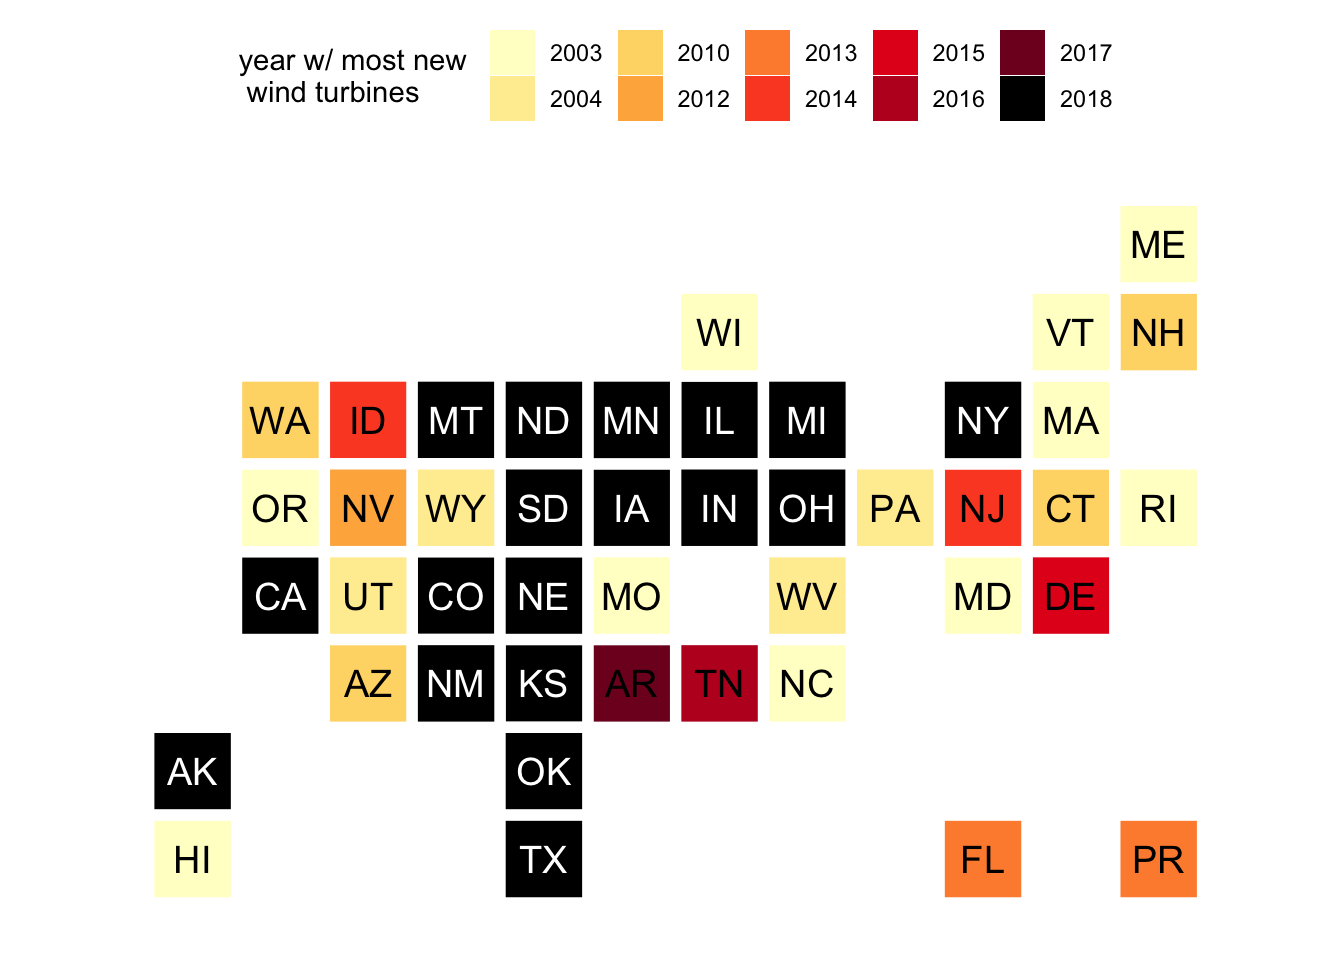 year w/ most new
wind turbines
2003 2010 2013 2015 2017
2004 2012 2014 2016 2018
ME
WI VT NH
WA ID MT ND MN IL MI NY MA
OR NV WY SD IA IN OH PA NJ CT RI
CA UT CO NE MO WV MD DE
AZ NM KS AR TN NC
AK OK
HI TX FL PR